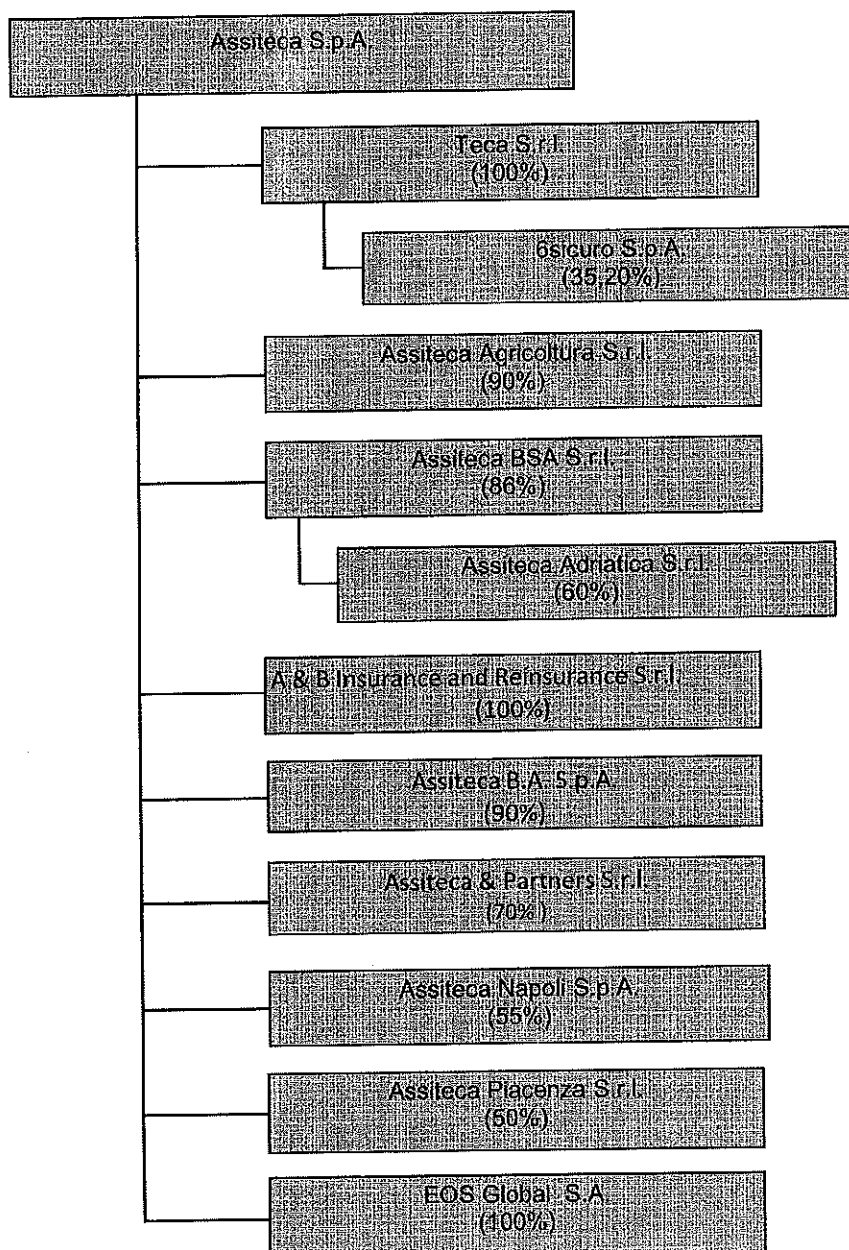 Assiteca S.p.A.
Teca S.r.l.
(100%)
6sicuro S.p.A.
(35,20%)
Assiteca Agricoltura S.r.l.
(90%)
Assiteca BSA S.r.l.
(86%)
Assiteca Adriatica S.r.l.
(60%)
A & B Insurance and Reinsurance S.r.l.
(100%)
Assiteca B.A. S.p.A.
(90%)
Assiteca & Partners S.r.l.
(70%)
Assiteca Napoli S.p.A.
(55%)
Assiteca Piacenza S.r.l.
(50%)
EOS Global S.A.
(100%)